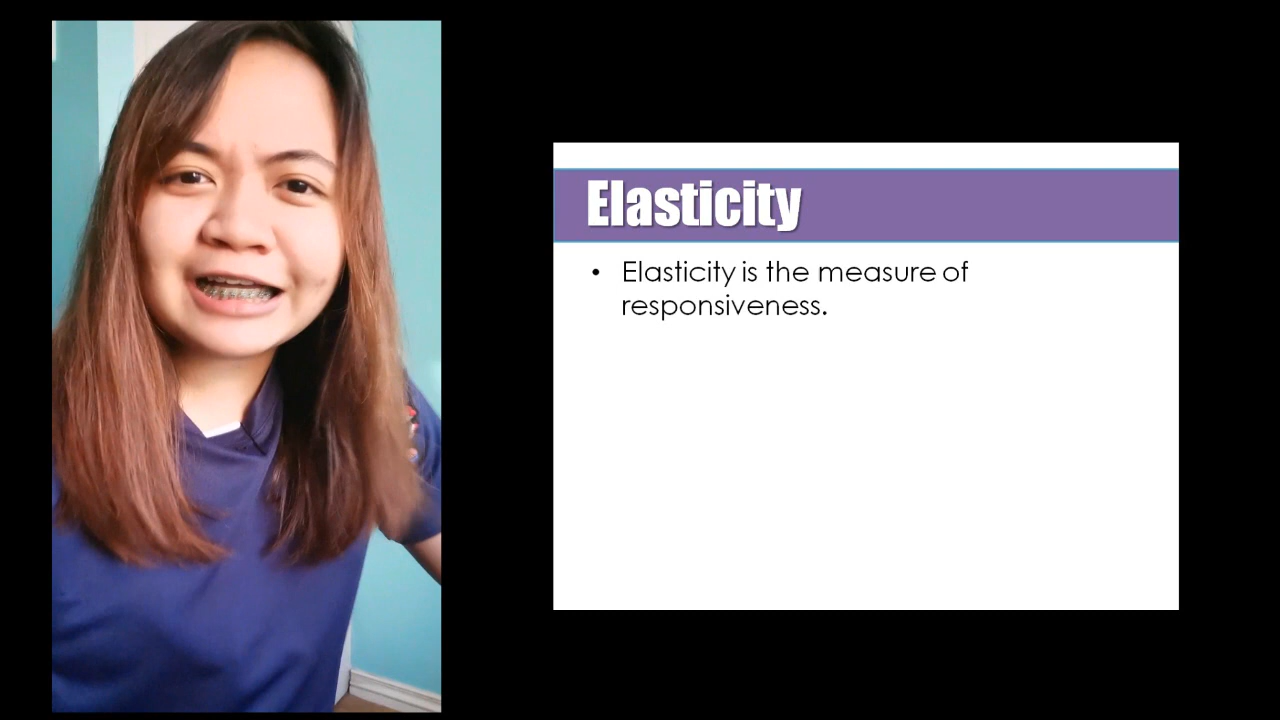 Elasticity
• Elasticity is the measure of
responsiveness.